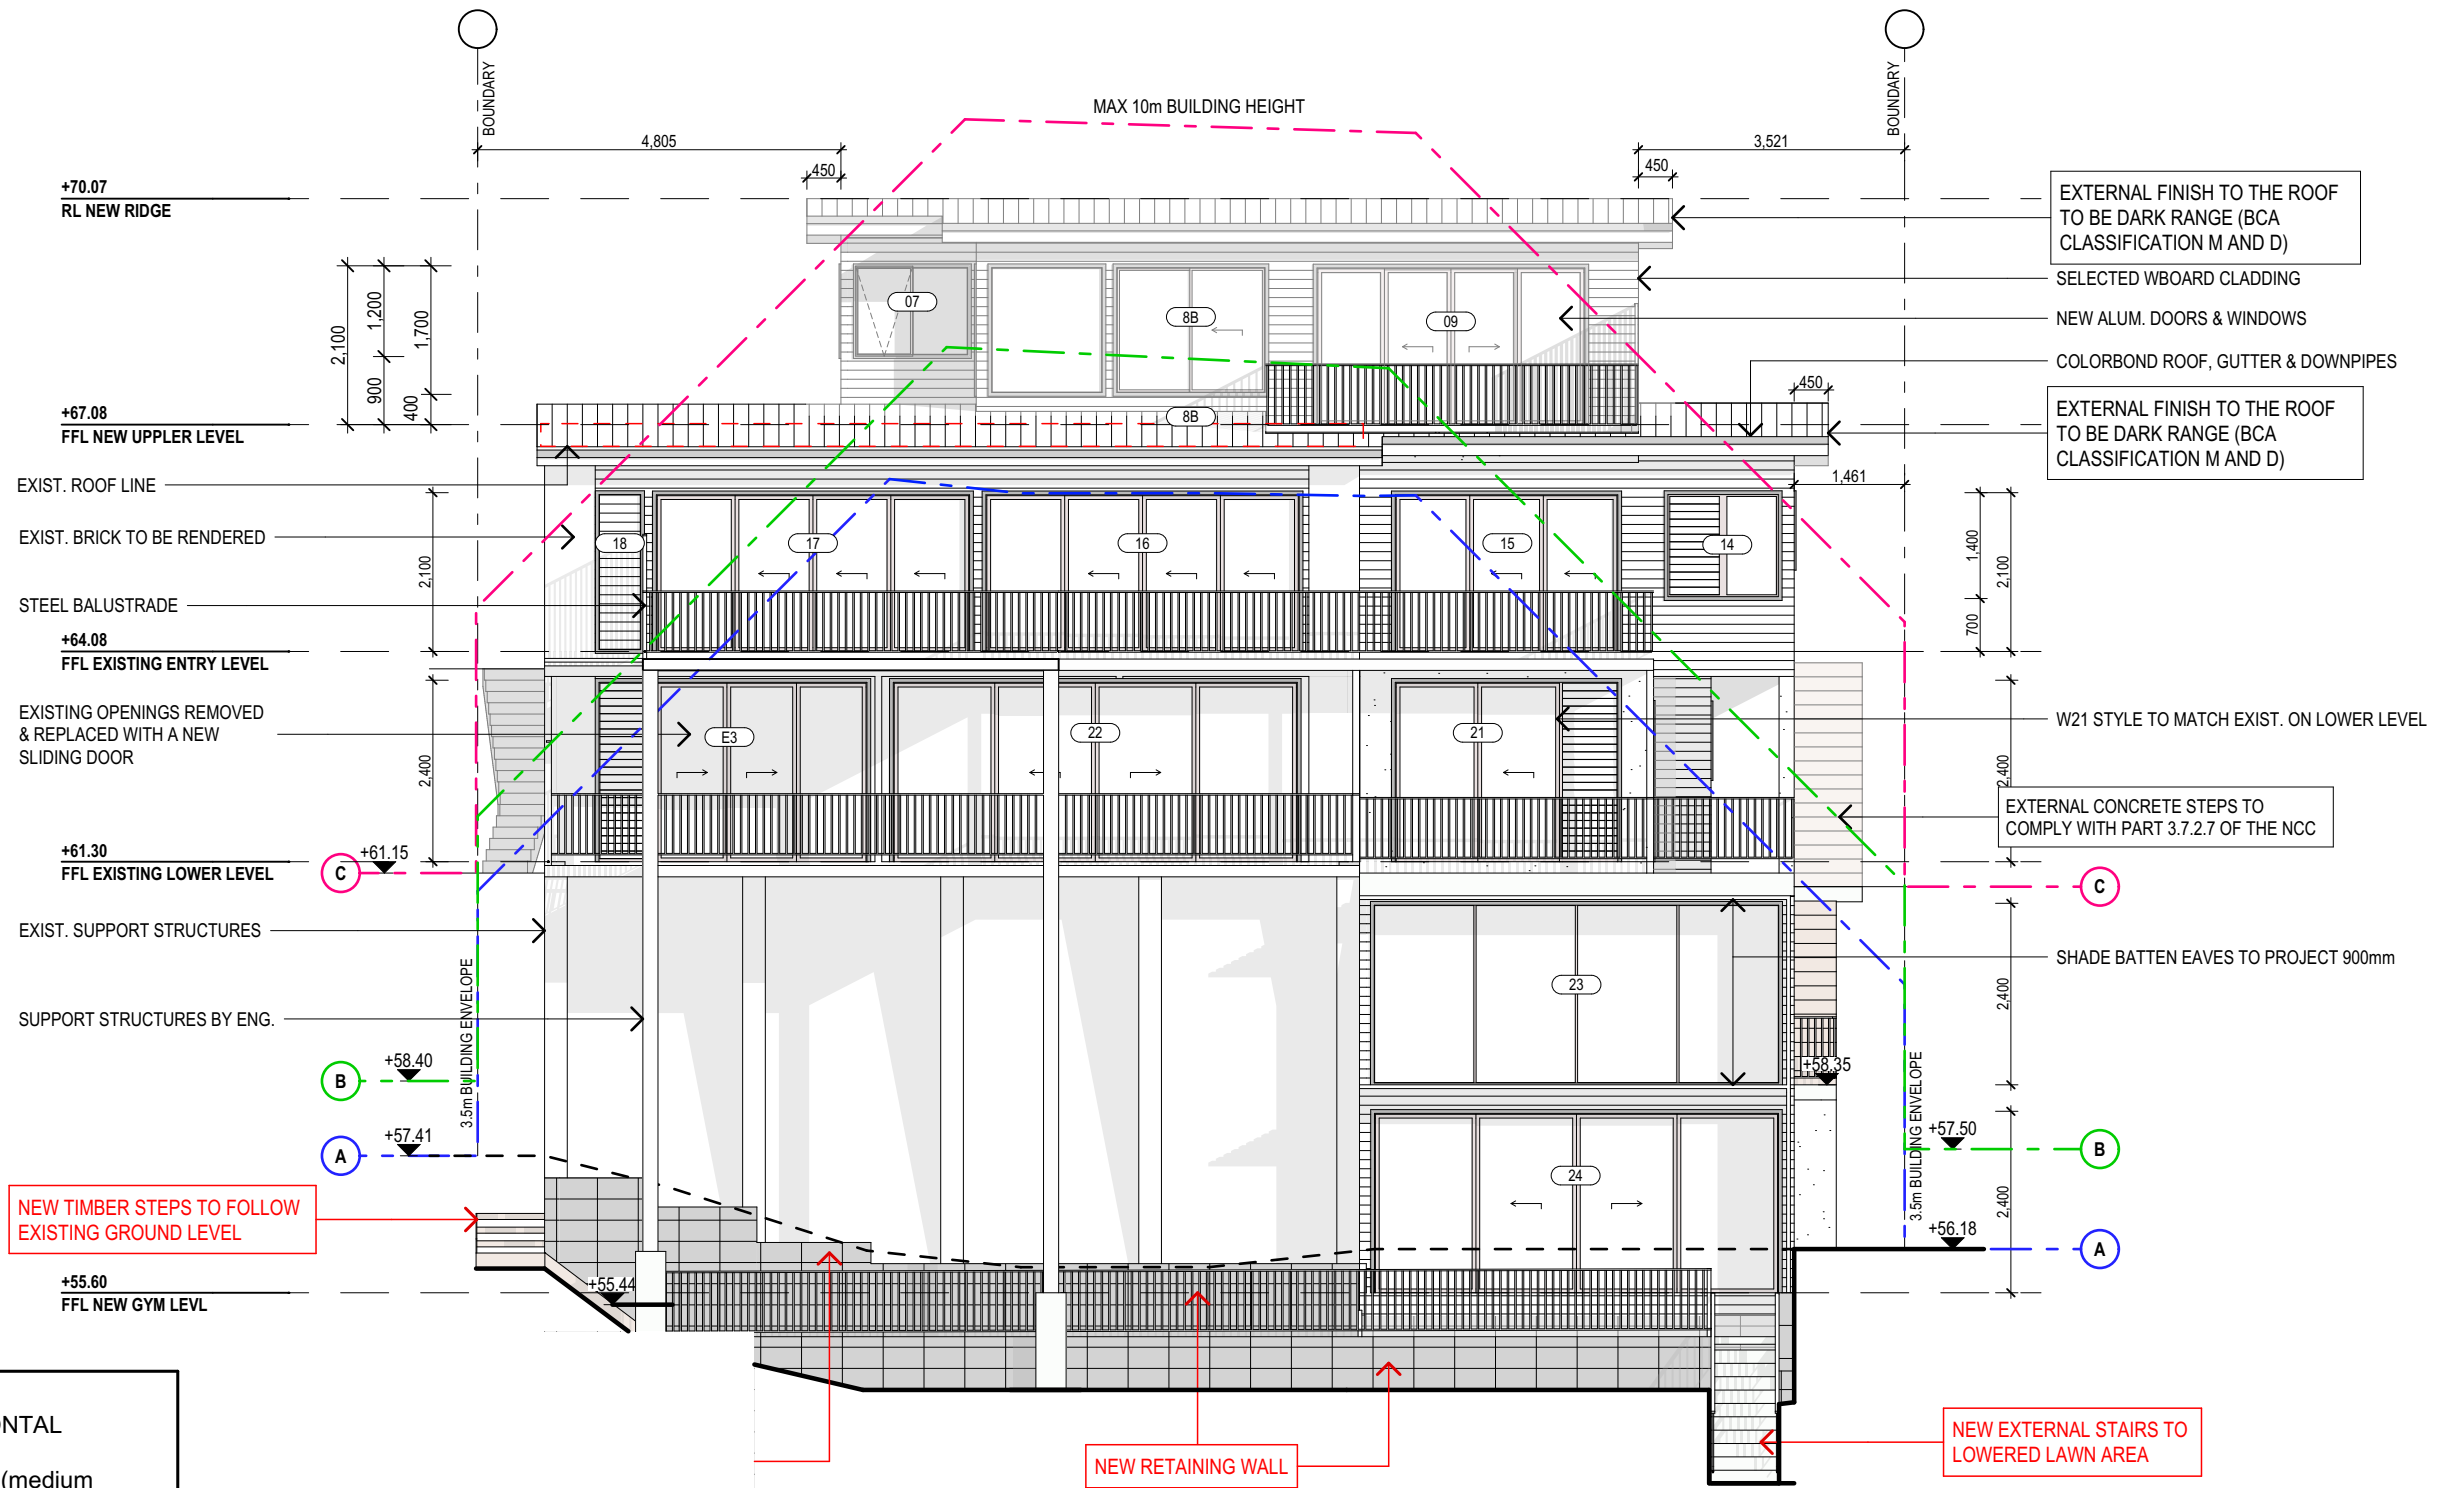 BOUNDARY
BOUNDARY
MAX 10m BUILDING HEIGHT
4,805
3,521
450
450
+70.07
RL NEW RIDGE
EXTERNAL FINISH TO THE ROOF
TO BE DARK RANGE (BCA
CLASSIFICATION M AND D)
SELECTED WBOARD CLADDING
NEW ALUM. DOORS & WINDOWS
COLORBOND ROOF, GUTTER & DOWNPIPES
2,100
1,200
900
1,700
400
07
8B
09
8B
450
+67.08
FFL NEW UPPLER LEVEL
EXTERNAL FINISH TO THE ROOF
TO BE DARK RANGE (BCA
CLASSIFICATION M AND D)
1,461
EXIST. ROOF LINE
EXIST. BRICK TO BE RENDERED
STEEL BALUSTRADE
2,100
18
17
16
15
14
1,400
700
2,100
+64.08
FFL EXISTING ENTRY LEVEL
EXISTING OPENINGS REMOVED
& REPLACED WITH A NEW
SLIDING DOOR
2,400
E3
22
21
W21 STYLE TO MATCH EXIST. ON LOWER LEVEL
2,400
EXTERNAL CONCRETE STEPS TO
COMPLY WITH PART 3.7.2.7 OF THE NCC
+61.30
FFL EXISTING LOWER LEVEL
C
+61.15
C
EXIST. SUPPORT STRUCTURES
SHADE BATTEN EAVES TO PROJECT 900mm
23
2,400
SUPPORT STRUCTURES BY ENG.
3.5m BUILDING ENVELOPE
3.5m BUILDING ENVELOPE
B
+58.40
+58.35
A
+57.41
+57.50
B
24
2,400
NEW TIMBER STEPS TO FOLLOW
EXISTING GROUND LEVEL
+56.18
A
+55.60
FFL NEW GYM LEVL
+55.44
NEW RETAINING WALL
NEW EXTERNAL STAIRS TO
LOWERED LAWN AREA
ONTAL
(medium